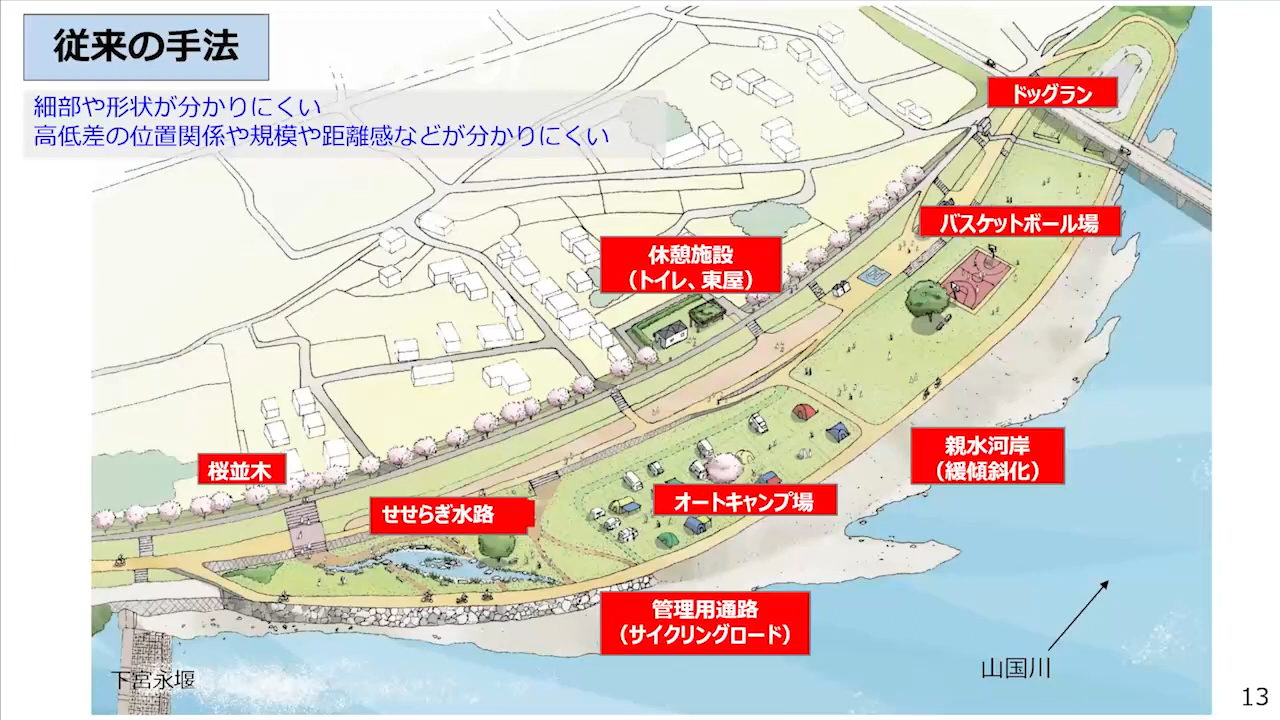 従来の手法
細部や形状が分かりにくい
高低差の位置関係や規模や距離感などが分かりにくい
ドッグラン
バスケットボール場
休憩施設
（トイレ、東屋）
親水河岸
（緩傾斜化）
桜並木
オートキャンプ場
せせらぎ水路
管理用通路
（サイクリングロード）
山国川
下宮永堰
13